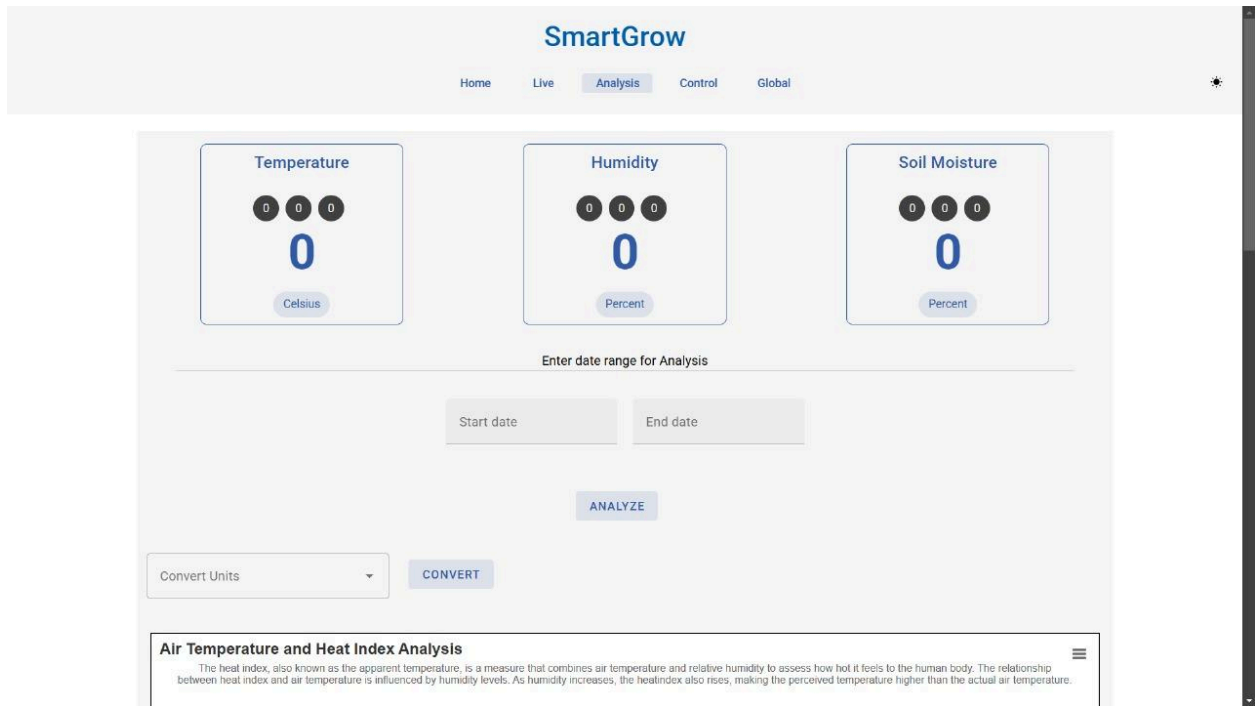 SmartGrow
Home Live Analysis Control Global
Temperature Humidity Soil Moisture
0 0 0 0 0 0 0 0 0
0 0 0
Celsius Percent Percent
Enter date range for Analysis
Start date End date
ANALYZE
Convert Units CONVERT
Air Temperature and Heat Index Analysis
The heat index, also known as the apparent temperature, is a measure that combines air temperature and relative humidity to assess how hot it feels to the human body. The relationship
between heat index and air temperature is influenced by humidity levels. As humidity increases, the heatindex also rises, making the perceived temperature higher than the actual air temperature.